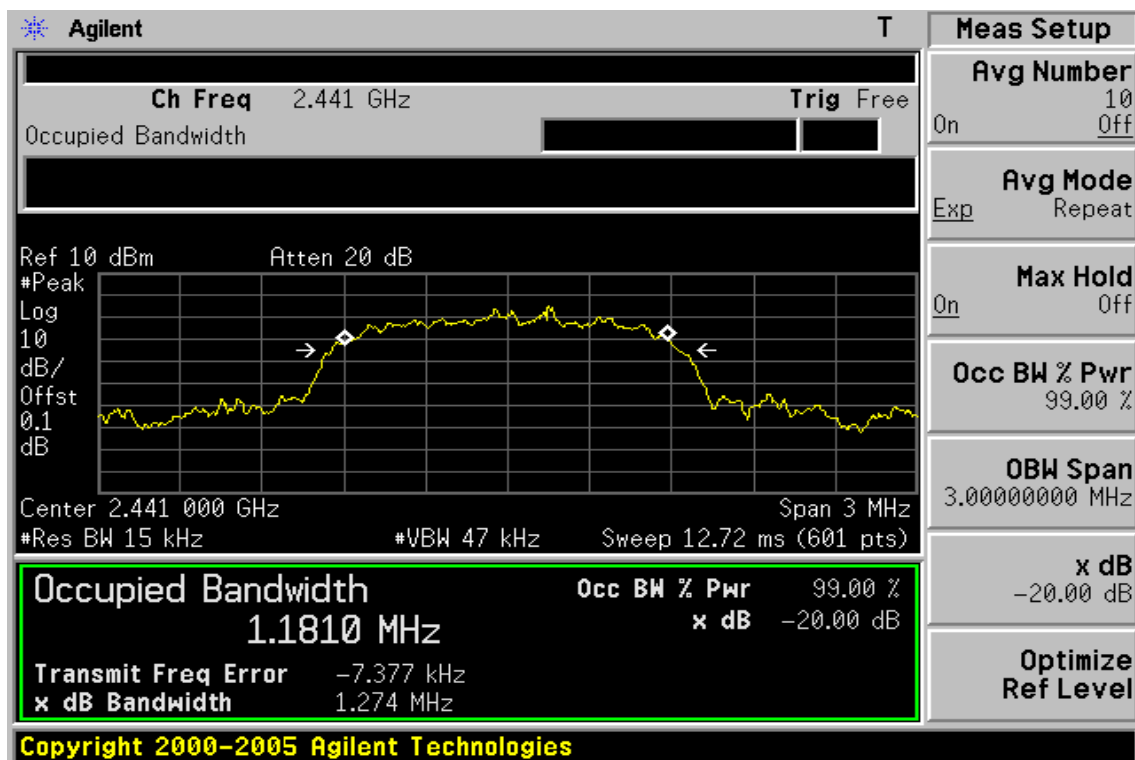 Agilent T
Ch Freq 2.441 GHz Trig Free
Occupied Bandwidth
Ref 10 dBm Atten 20 dB
#Peak
Log
10
dB/
Offst
0.1
dB
Center 2.441 000 GHz Span 3 MHz
#Res BW 15 kHz #VBW 47 kHz Sweep 12.72 ms (601 pts)
Occupied Bandwidth
1.1810 MHz
Occ BW % Pwr 99.00 %
x dB -20.00 dB
Transmit Freq Error -7.377 kHz
x dB Bandwidth 1.274 MHz
Copyright 2000-2005 Agilent Technologies
Meas Setup
Avg Number
10
On Off
Avg Mode
Exp Repeat
Max Hold
On Off
Occ BW % Pwr
99.00 %
OBW Span
3.00000000 MHz
x dB
-20.00 dB
Optimize
Ref Level